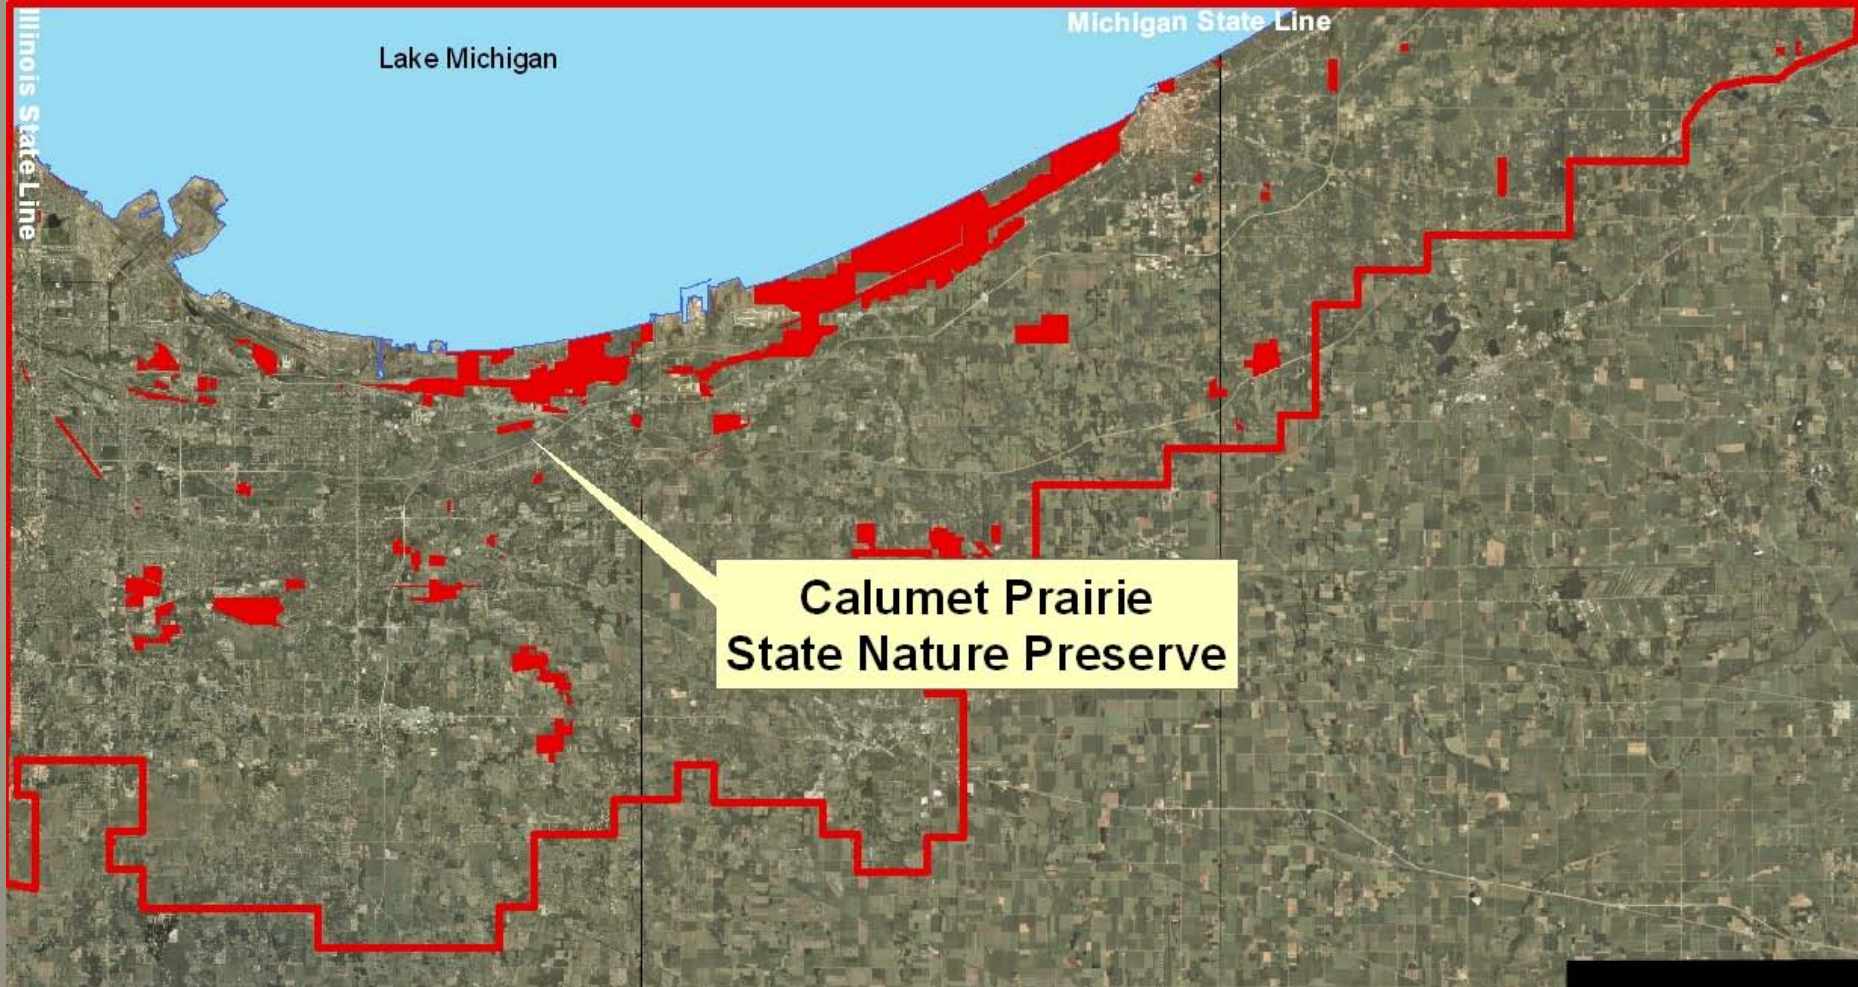 Illinois State Line
Lake Michigan
Michigan State Line
Calumet Prairie
State Nature Preserve